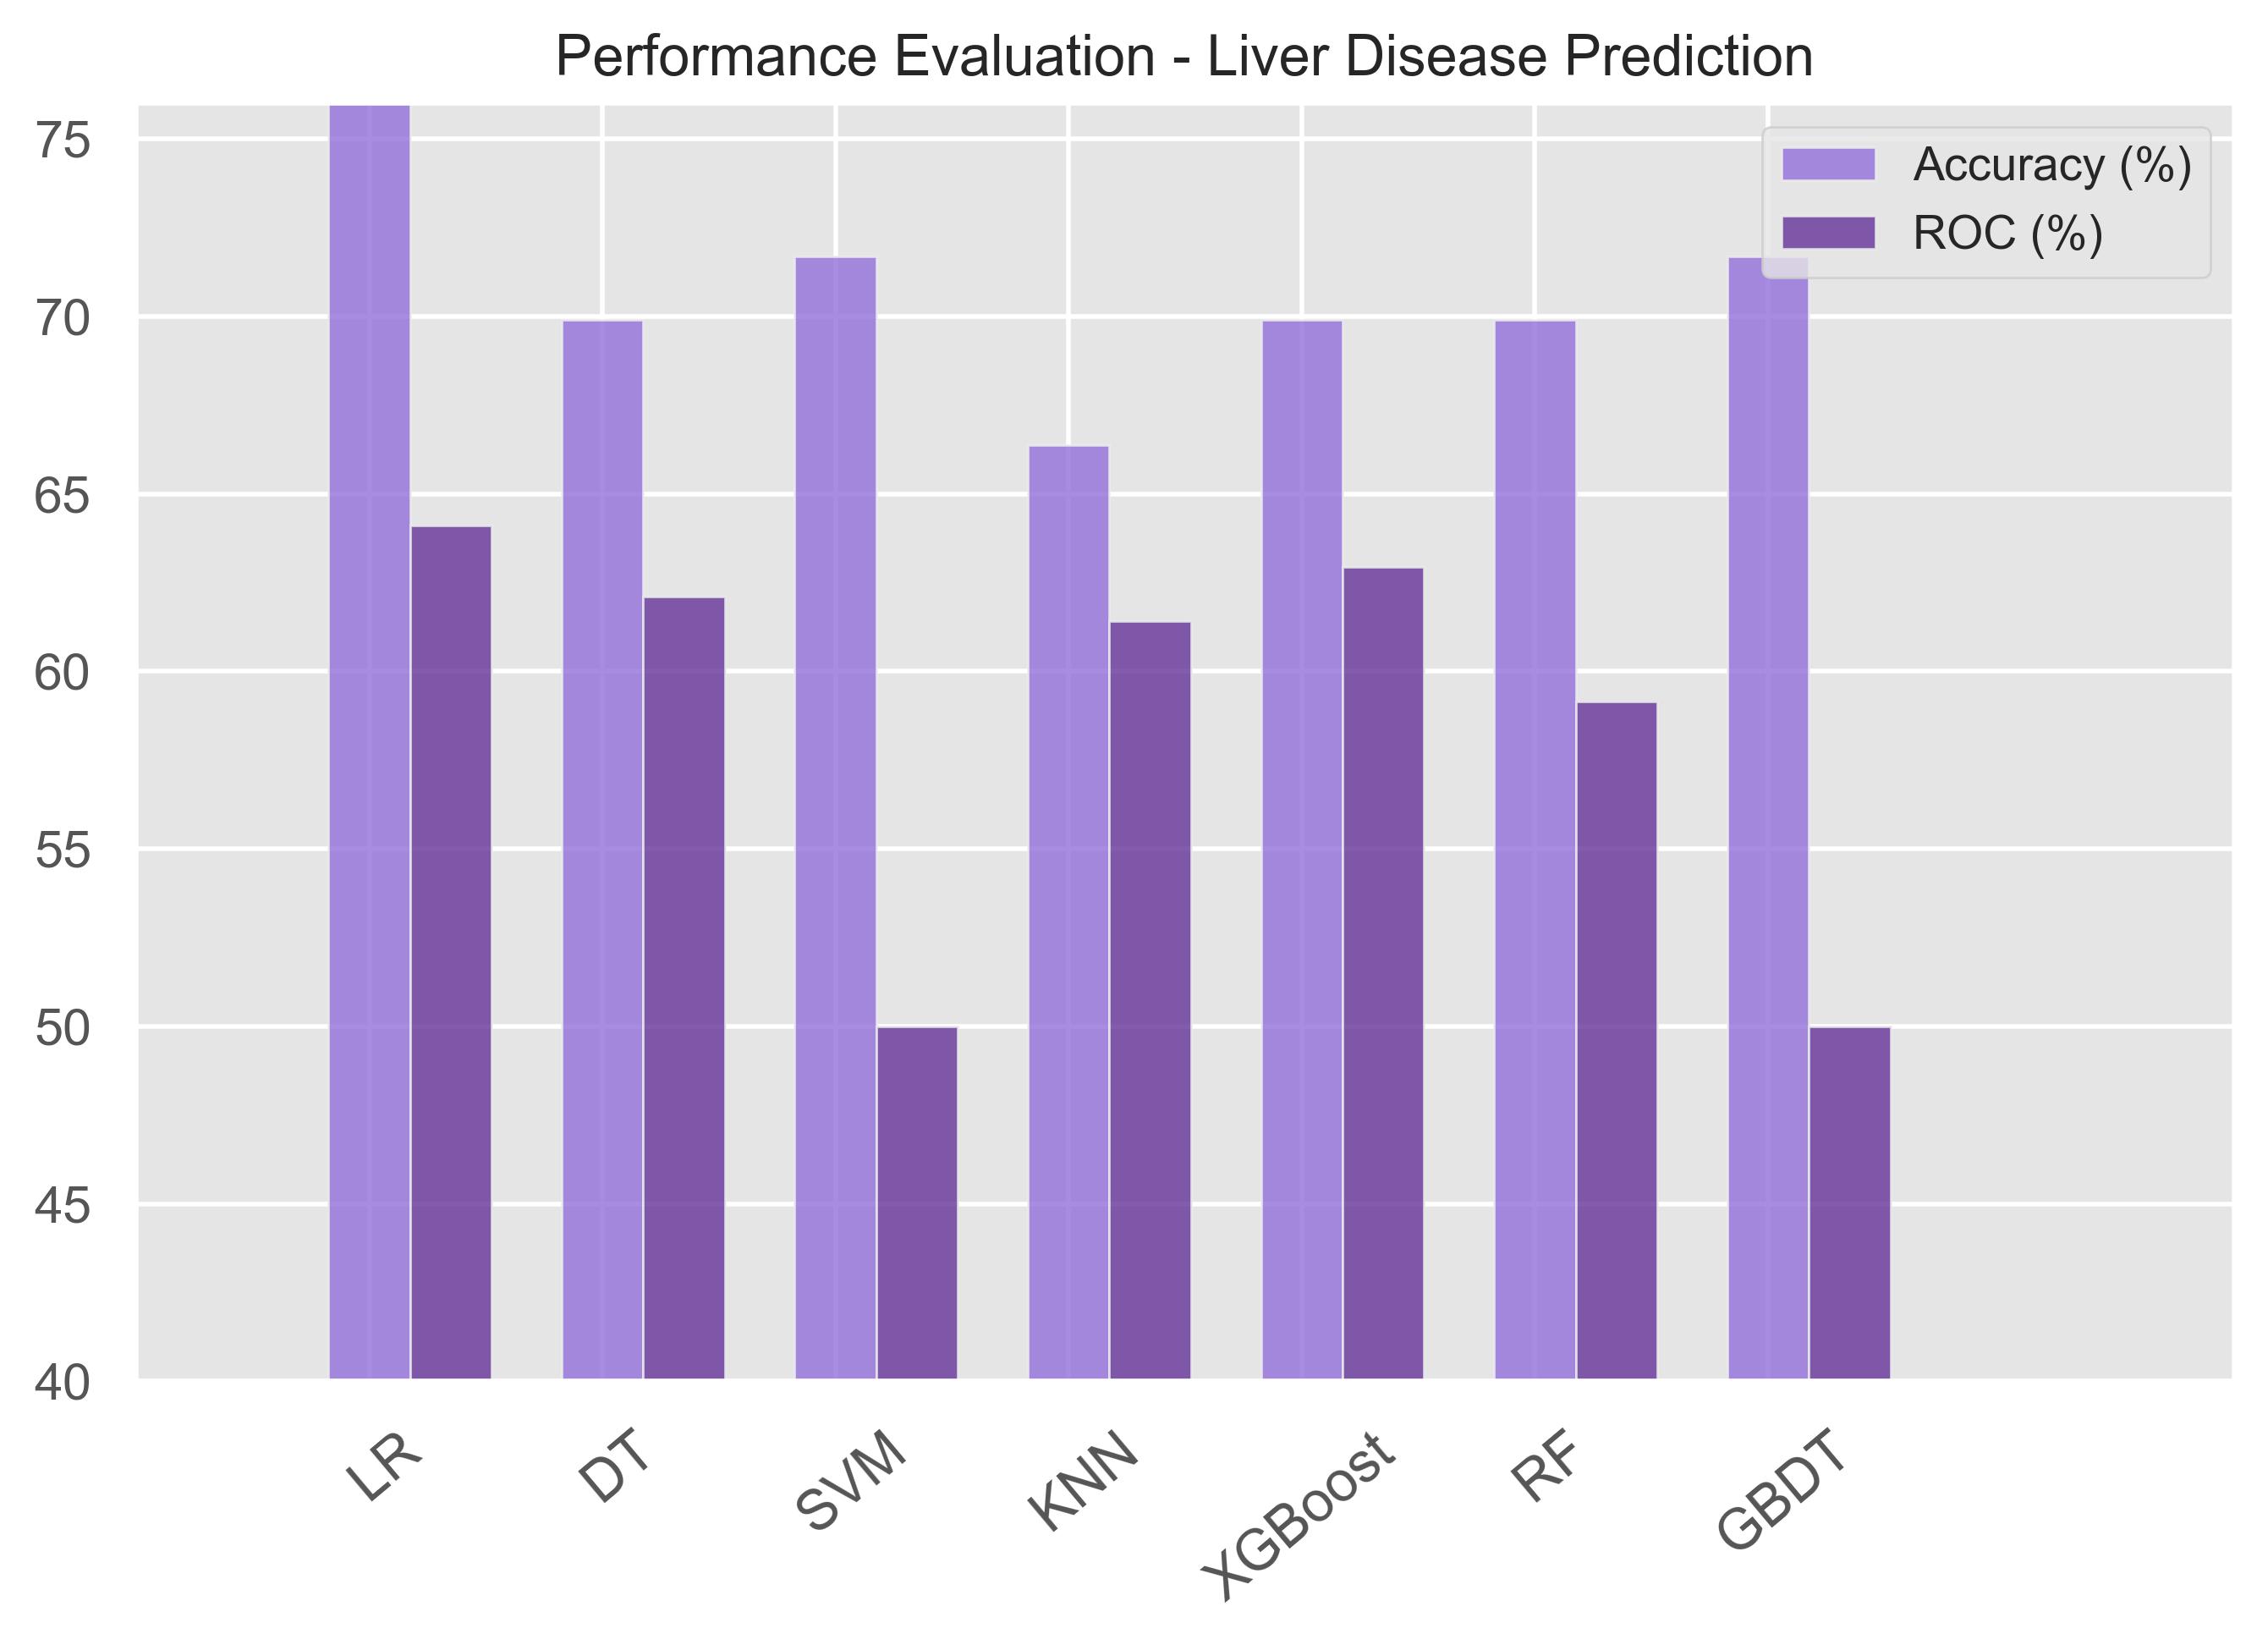 Performance Evaluation - Liver Disease Prediction
Accuracy (%)
ROC (%)
75
70
65
60
55
50
45
40
LR
DT
SVM
KNN
XGBoost
RF
GBDT